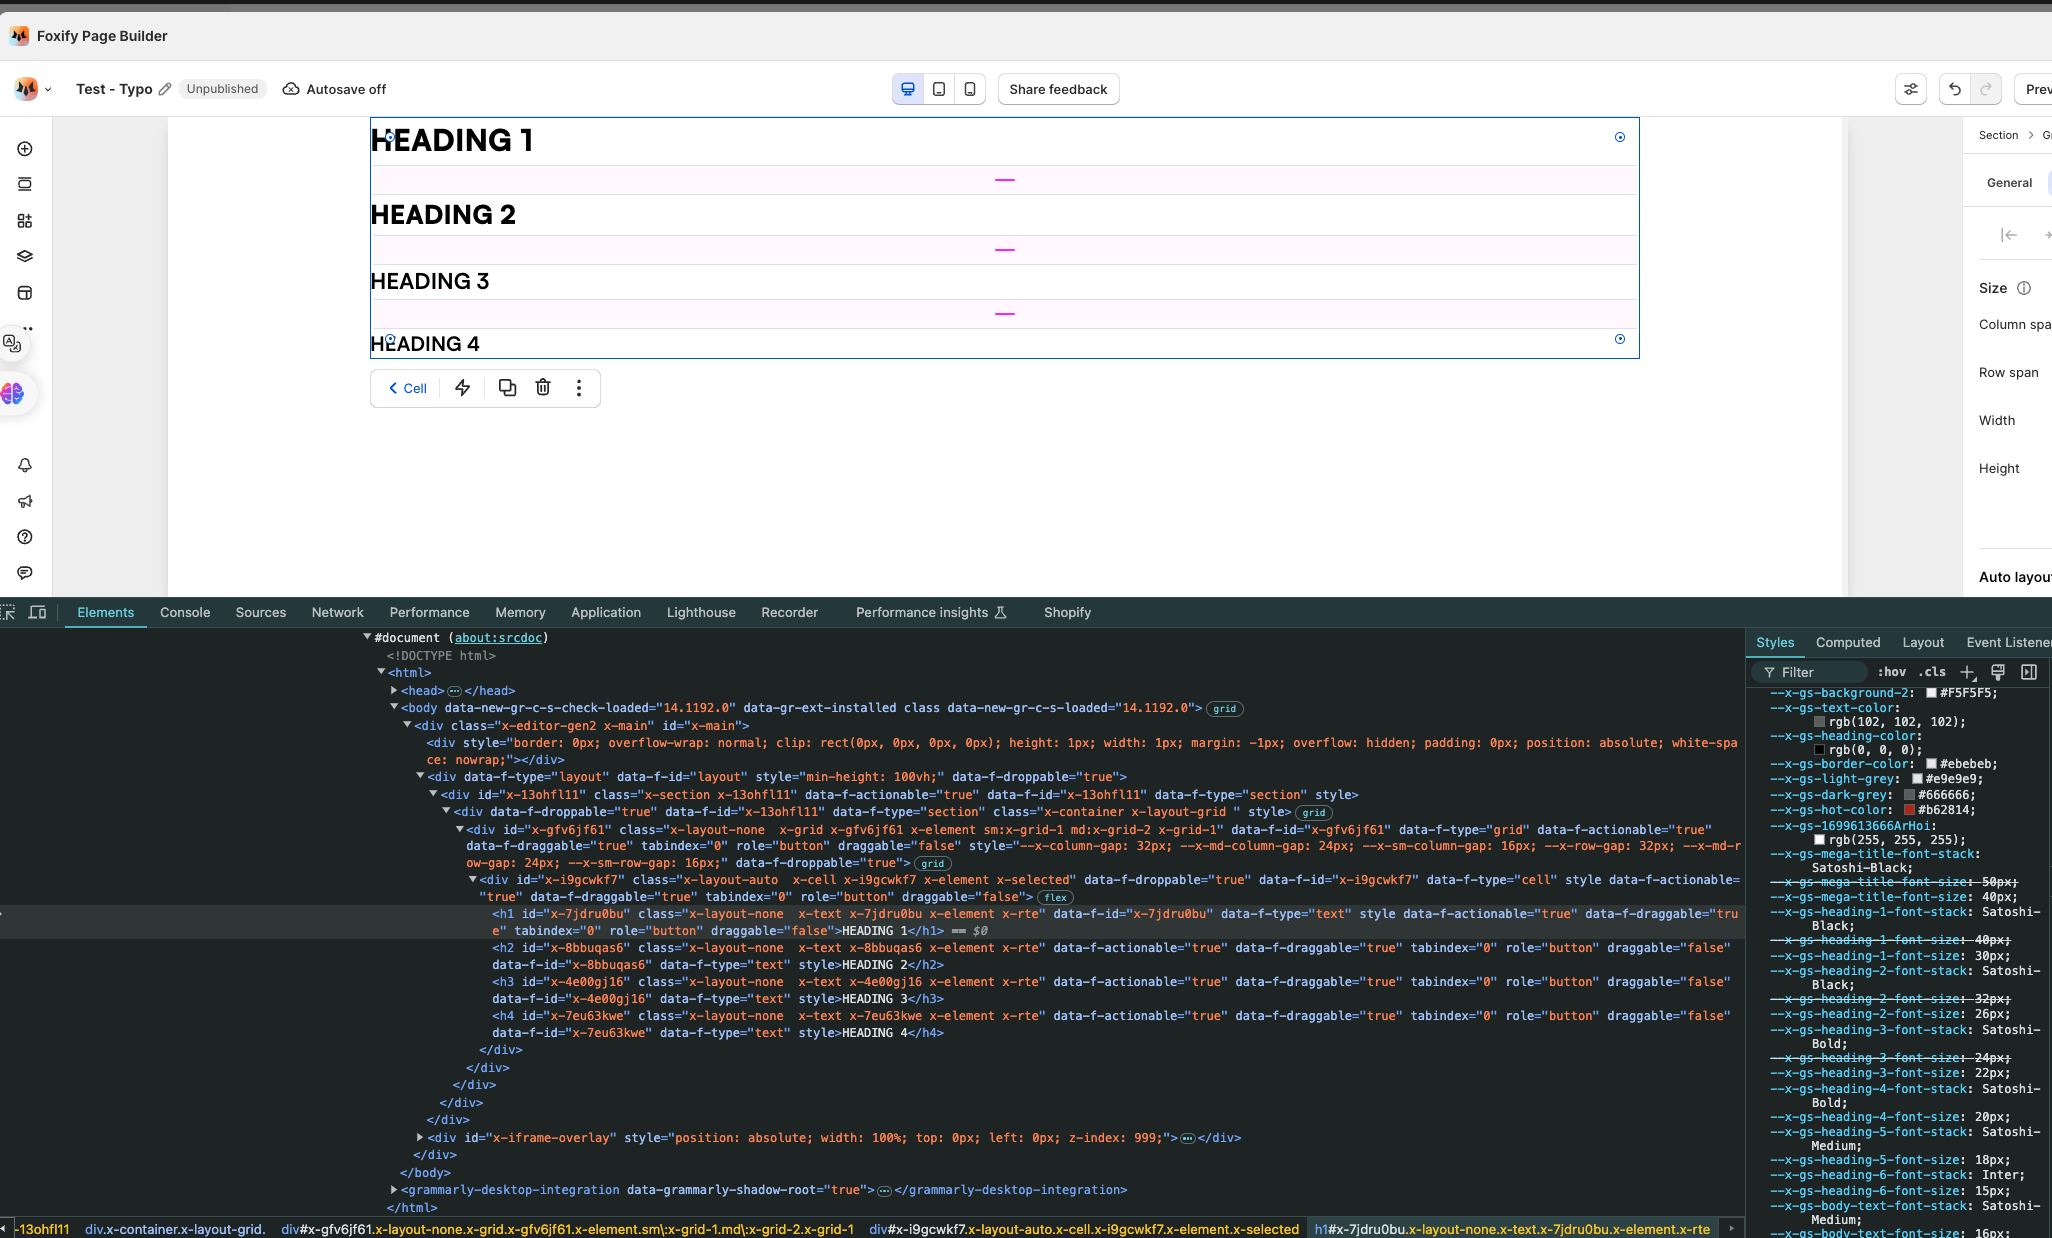 Foxify Page Builder
Test - Typo
Unpublished
Autosave off
Share feedback
Prev
HEADING 1
HEADING 2
HEADING 3
HEADING 4
Cell
Section > Gr
General
Size
Column spa
Row span
Width
Height
Auto layou
Elements Console Sources Network Performance Memory Application Lighthouse Recorder Performance insights Shopify
#document (about:srcdoc)
<!DOCTYPE html>
<html>
<head></head>
<body data-new-gr-c-s-check-loaded="14.1192.0" data-gr-ext-installed class data-new-gr-c-s-loaded="14.1192.0"> grid
<div class="x-editor-gen2 x-main" id="x-main">
<div style="border: 0px; overflow-wrap: normal; clip: rect(0px, 0px, 0px, 0px); height: 1px; width: 1px; margin: -1px; overflow: hidden; padding: 0px; position: absolute; white-spa
ce: nowrap;"></div>
<div data-f-type="layout" data-f-id="layout" style="min-height: 100vh;" data-f-droppable="true">
<div id="x-13ohfl11" class="x-section x-13ohfl11" data-f-actionable="true" data-f-id="x-13ohfl11" data-f-type="section" style>
<div data-f-droppable="true" data-f-id="x-13ohfl11" data-f-type="section" class="x-container x-layout-grid " style> grid
<div id="x-gfv6jf61" class="x-layout-none  x-grid x-gfv6jf61 x-element sm:x-grid-1 md:x-grid-2 x-grid-1" data-f-id="x-gfv6jf61" data-f-type="grid" data-f-actionable="true"
data-f-draggable="true" tabindex="0" role="button" draggable="false" style="--x-column-gap: 32px; --x-md-column-gap: 24px; --x-sm-column-gap: 16px; --x-row-gap: 32px; --x-md-r
ow-gap: 24px; --x-sm-row-gap: 16px;" data-f-droppable="true"> grid
<div id="x-i9gcwkf7" class="x-layout-auto  x-cell x-i9gcwkf7 x-element x-selected" data-f-droppable="true" data-f-id="x-i9gcwkf7" data-f-type="cell" style data-f-actionable=
"true" data-f-draggable="true" tabindex="0" role="button" draggable="false"> flex
<h1 id="x-7jdru0bu" class="x-layout-none  x-text x-7jdru0bu x-element x-rte" data-f-id="x-7jdru0bu" data-f-type="text" style data-f-actionable="true" data-f-draggable="tru
e" tabindex="0" role="button" draggable="false">HEADING 1</h1> == $0
<h2 id="x-8bbuqas6" class="x-layout-none  x-text x-8bbuqas6 x-element x-rte" data-f-actionable="true" data-f-draggable="true" tabindex="0" role="button" draggable="false"
data-f-id="x-8bbuqas6" data-f-type="text" style>HEADING 2</h2>
<h3 id="x-4e00gj16" class="x-layout-none  x-text x-4e00gj16 x-element x-rte" data-f-actionable="true" data-f-draggable="true" tabindex="0" role="button" draggable="false"
data-f-id="x-4e00gj16" data-f-type="text" style>HEADING 3</h3>
<h4 id="x-7eu63kwe" class="x-layout-none  x-text x-7eu63kwe x-element x-rte" data-f-actionable="true" data-f-draggable="true" tabindex="0" role="button" draggable="false"
data-f-id="x-7eu63kwe" data-f-type="text" style>HEADING 4</h4>
</div>
</div>
</div>
</div>
</div>
<div id="x-iframe-overlay" style="position: absolute; width: 100%; top: 0px; left: 0px; z-index: 999;"></div>
</div>
</body>
<grammarly-desktop-integration data-grammarly-shadow-root="true"></grammarly-desktop-integration>
</html>
-13ohfl11 div.x-container.x-layout-grid. div#x-gfv6jf61.x-layout-none.x-grid.x-gfv6jf61.x-element.sm\:x-grid-1.md\:x-grid-2.x-grid-1 div#x-i9gcwkf7.x-layout-auto.x-cell.x-i9gcwkf7.x-element.x-selected h1#x-7jdru0bu.x-layout-none.x-text.x-7jdru0bu.x-element.x-rte
Styles Computed Layout Event Listene
Filter :hov .cls
--x-gs-background-2: #F5F5F5;
--x-gs-text-color:
rgb(102, 102, 102);
--x-gs-heading-color:
rgb(0, 0, 0);
--x-gs-border-color: #ebebeb;
--x-gs-light-grey: #e9e9e9;
--x-gs-dark-grey: #666666;
--x-gs-hot-color: #b62814;
--x-gs-1699613666ArHoi:
rgb(255, 255, 255);
--x-gs-mega-title-font-stack:
Satoshi-Black;
--x-gs-mega-title-font-size: 50px;
--x-gs-mega-title-font-size: 40px;
--x-gs-heading-1-font-stack: Satoshi-
Black;
--x-gs-heading-1-font-size: 40px;
--x-gs-heading-1-font-size: 30px;
--x-gs-heading-2-font-stack: Satoshi-
Black;
--x-gs-heading-2-font-size: 32px;
--x-gs-heading-2-font-size: 26px;
--x-gs-heading-3-font-stack: Satoshi-
Bold;
--x-gs-heading-3-font-size: 24px;
--x-gs-heading-3-font-size: 22px;
--x-gs-heading-4-font-stack: Satoshi-
Bold;
--x-gs-heading-4-font-size: 20px;
--x-gs-heading-5-font-stack: Satoshi-
Medium;
--x-gs-heading-5-font-size: 18px;
--x-gs-heading-6-font-stack: Inter;
--x-gs-heading-6-font-size: 15px;
--x-gs-body-text-font-stack: Satoshi-
Medium;
--x-gs-body-text-font-size: 16px;